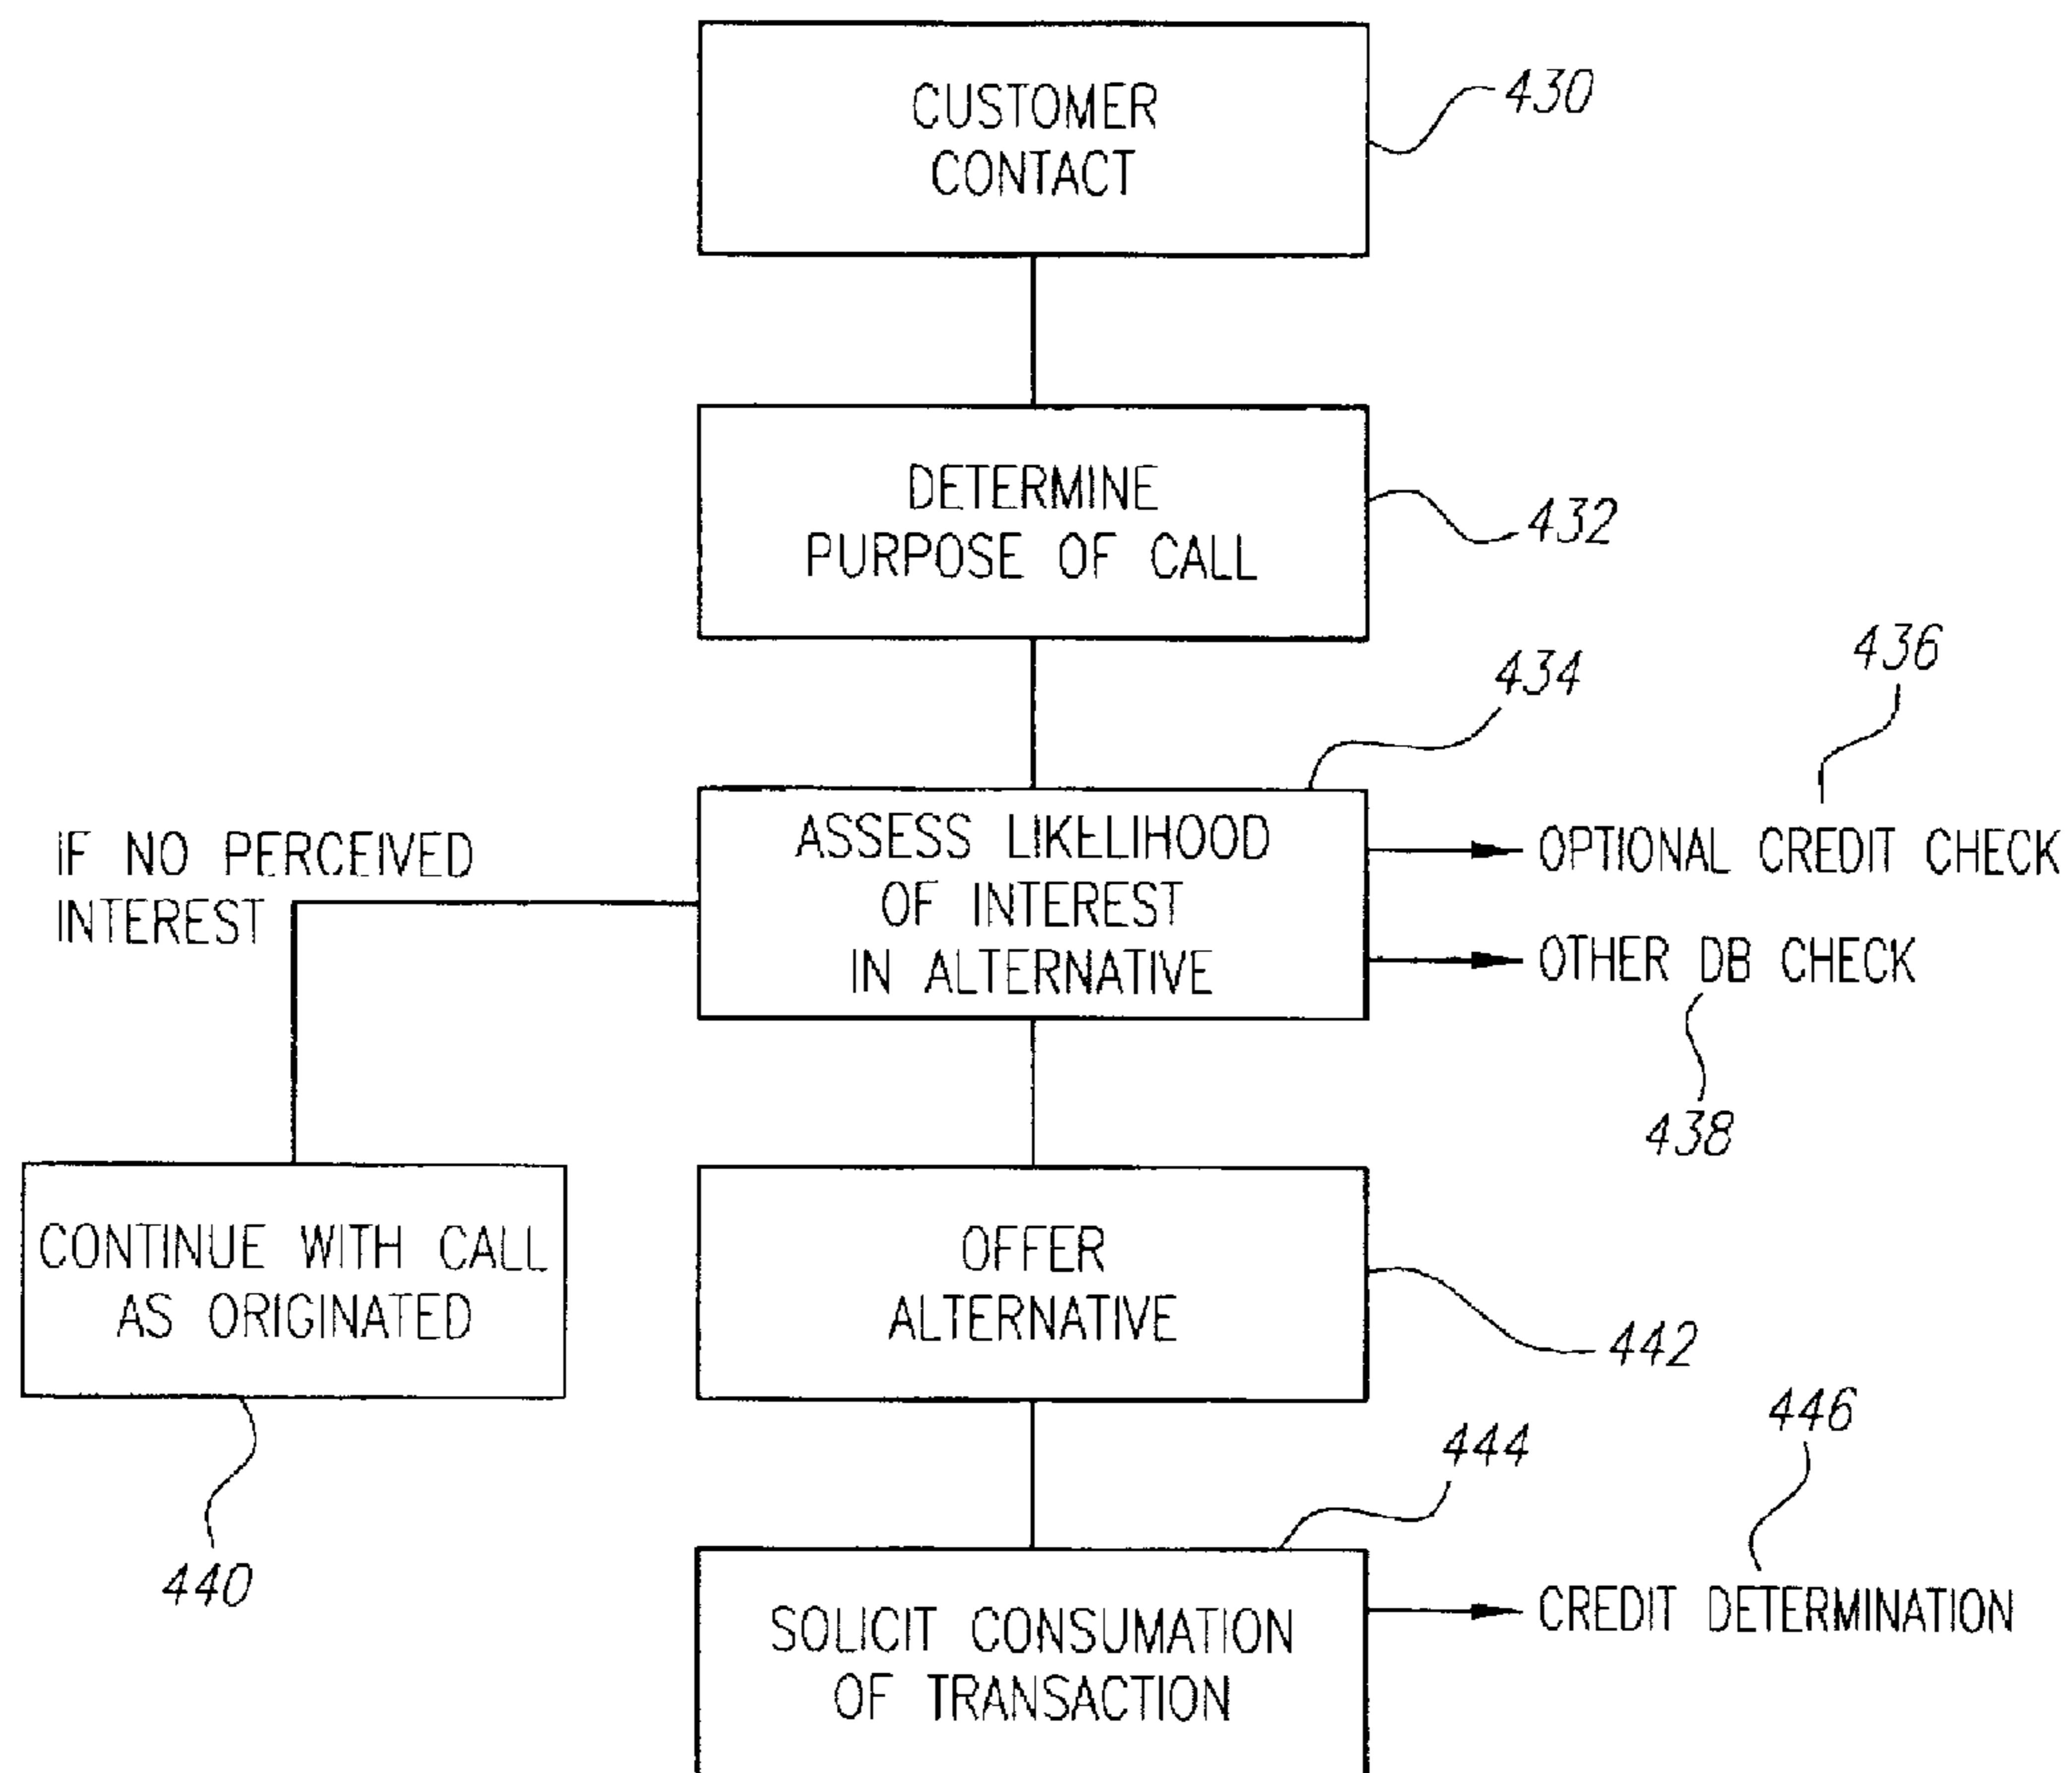 CUSTOMER
CONTACT
430
DETERMINE
PURPOSE OF CALL
432
434
436
IF NO PERCEIVED
INTEREST
ASSESS LIKELIHOOD
OF INTEREST
IN ALTERNATIVE
OPTIONAL CREDIT CHECK
OTHER DB CHECK
438
CONTINUE WITH CALL
AS ORIGINATED
440
OFFER
ALTERNATIVE
442
444
446
SOLICIT CONSUMATION
OF TRANSACTION
CREDIT DETERMINATION